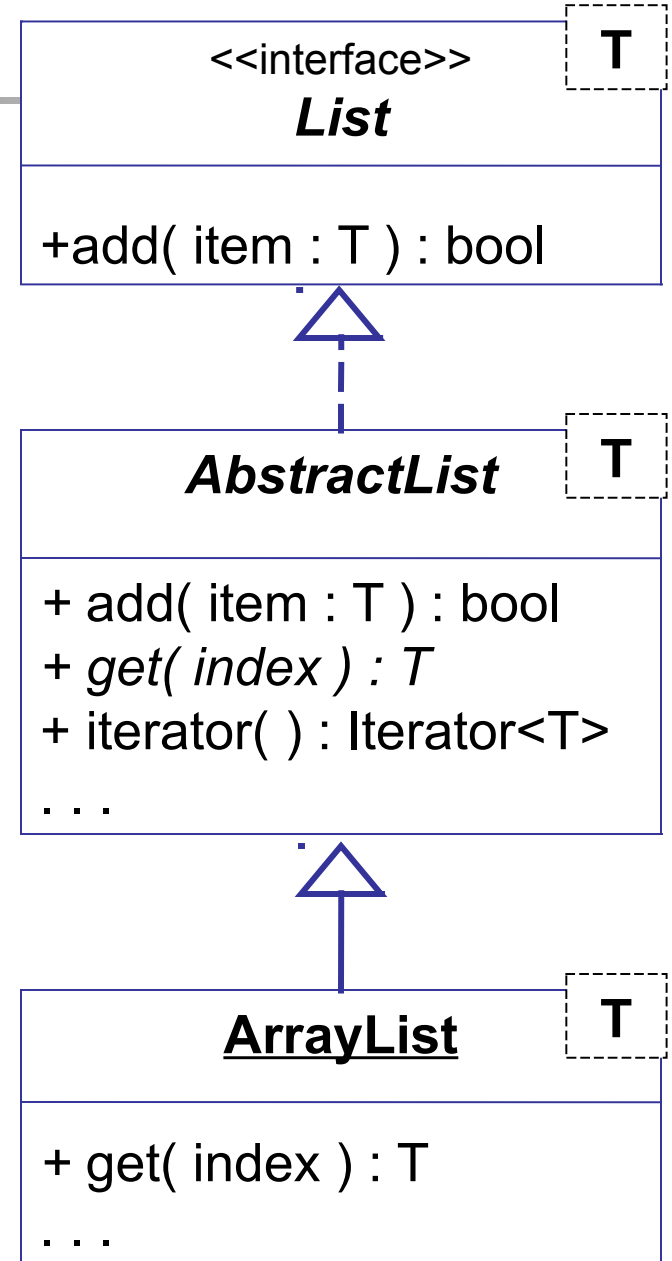 T
<<interface>>
List
+add( item : T ) : bool
T
AbstractList
+ add( item : T ) : bool
+ get( index ) : T
+ iterator( ) : Iterator<T>
. . .
T
ArrayList
+ get( index ) : T
. . .